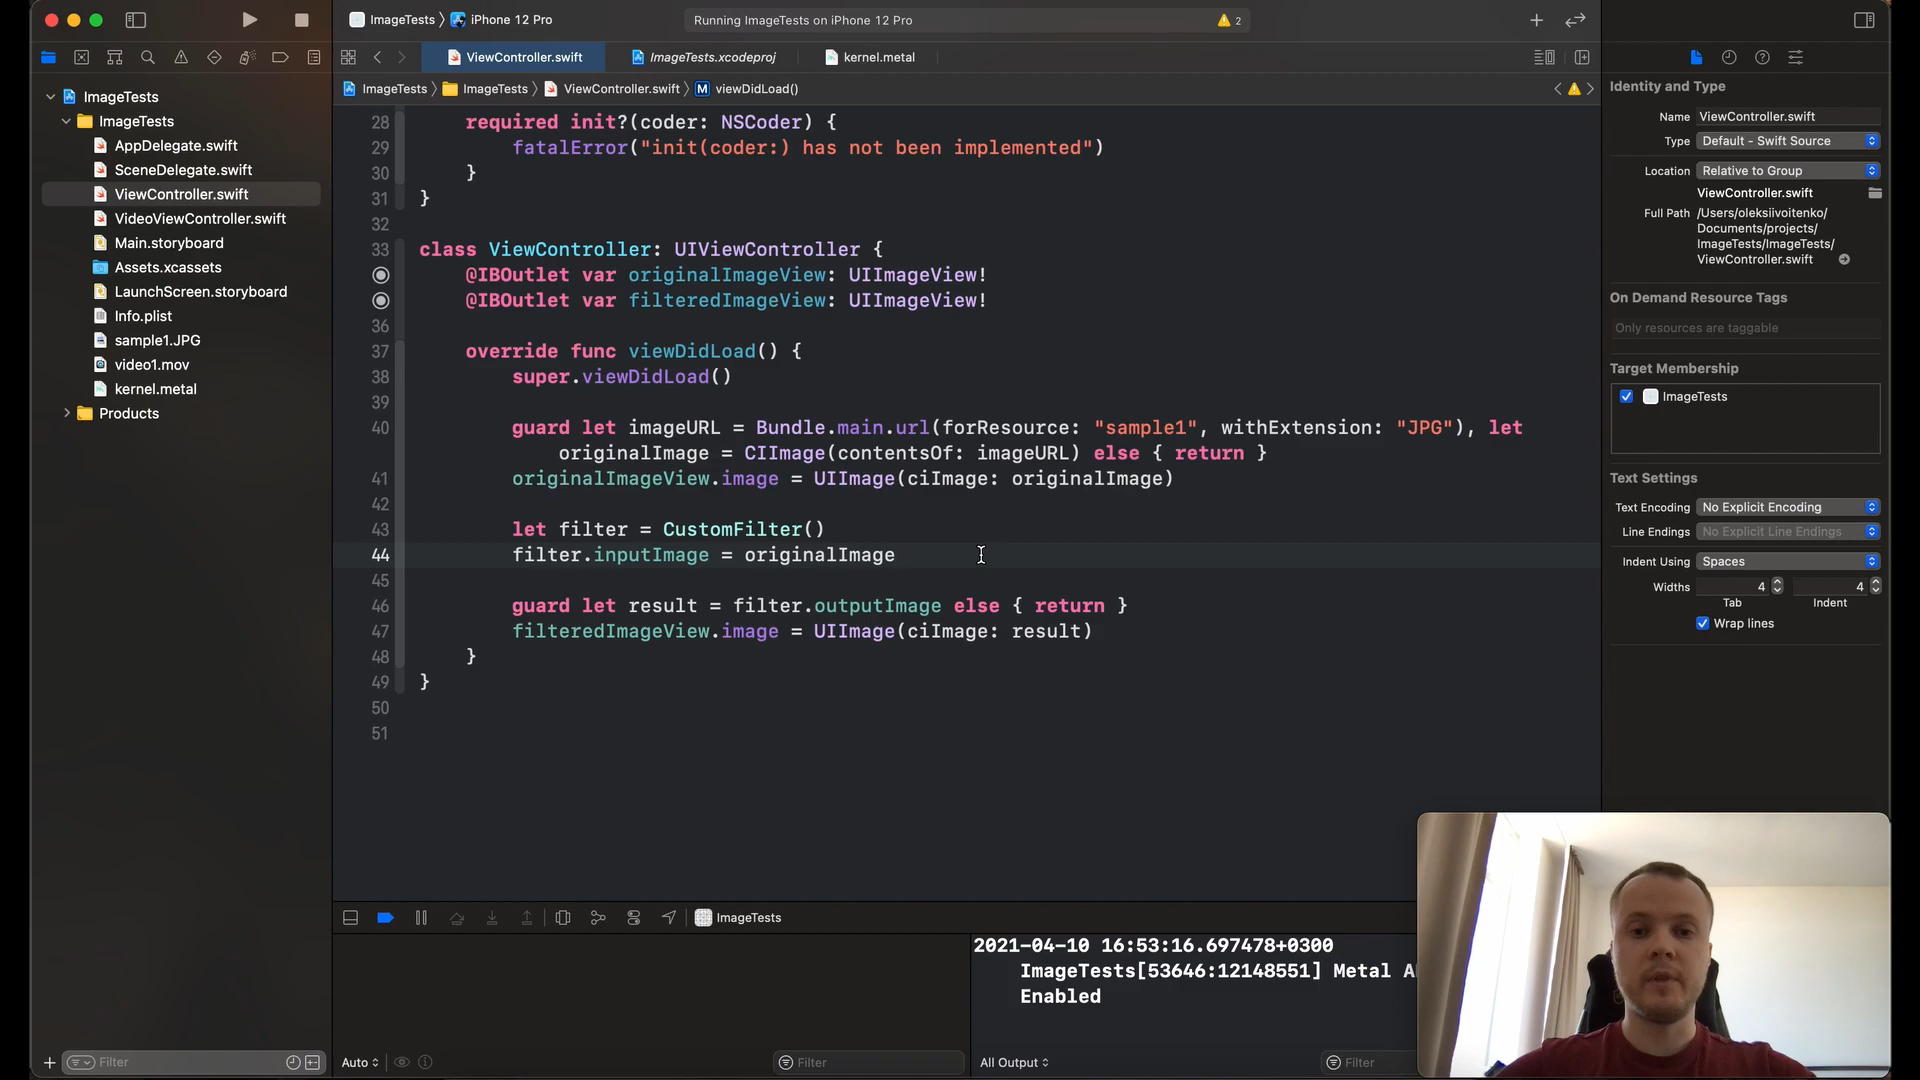 ImageTests 〉 iPhone 12 Pro
Running ImageTests on iPhone 12 Pro
2
ViewController.swift
ImageTests.xcodeproj
kernel.metal
ImageTests 〉 ImageTests 〉 ViewController.swift 〉 M viewDidLoad()
ImageTests
ImageTests
AppDelegate.swift
SceneDelegate.swift
ViewController.swift
VideoViewController.swift
Main.storyboard
Assets.xcassets
LaunchScreen.storyboard
Info.plist
sample1.JPG
video1.mov
kernel.metal
Products
Filter
28 required init?(coder: NSCoder) {
29 fatalError("init(coder:) has not been implemented")
30 }
31 }
32
33 class ViewController: UIViewController {
@IBOutlet var originalImageView: UIImageView!
@IBOutlet var filteredImageView: UIImageView!
36
37 override func viewDidLoad() {
38 super.viewDidLoad()
39
40 guard let imageURL = Bundle.main.url(forResource: "sample1", withExtension: "JPG"), let
originalImage = CIImage(contentsOf: imageURL) else { return }
41 originalImageView.image = UIImage(ciImage: originalImage)
42
43 let filter = CustomFilter()
44 filter.inputImage = originalImage
45
46 guard let result = filter.outputImage else { return }
47 filteredImageView.image = UIImage(ciImage: result)
48 }
49 }
50
51
ImageTests
2021-04-10 16:53:16.697478+0300
ImageTests[53646:12148551] Metal A
Enabled
Auto
Filter
All Output
Filter
Identity and Type
Name ViewController.swift
Type Default - Swift Source
Location Relative to Group
ViewController.swift
Full Path /Users/oleksiivoitenko/
Documents/projects/
ImageTests/ImageTests/
ViewController.swift
On Demand Resource Tags
Only resources are taggable
Target Membership
ImageTests
Text Settings
Text Encoding No Explicit Encoding
Line Endings No Explicit Line Endings
Indent Using Spaces
Widths 4 4
Tab Indent
Wrap lines